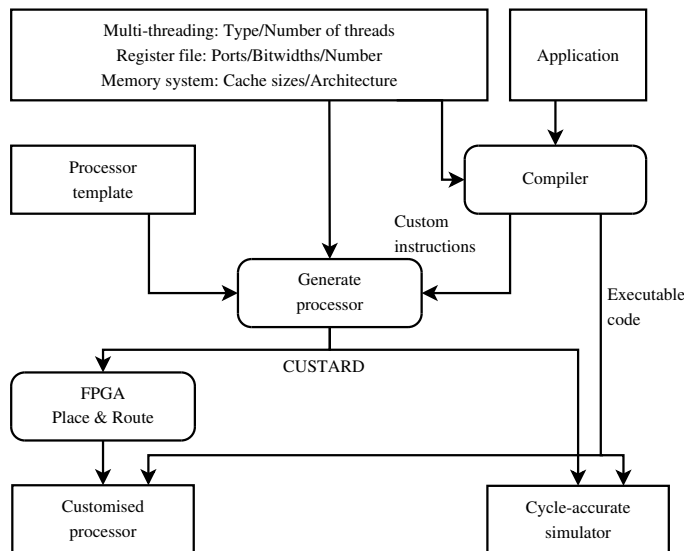 Multi-threading: Type/Number of threads
Register file: Ports/Bitwidths/Number
Memory system: Cache sizes/Architecture
Application
Processor
template
Compiler
Custom
instructions
Generate
processor
Executable
code
CUSTARD
FPGA
Place & Route
Customised
processor
Cycle-accurate
simulator